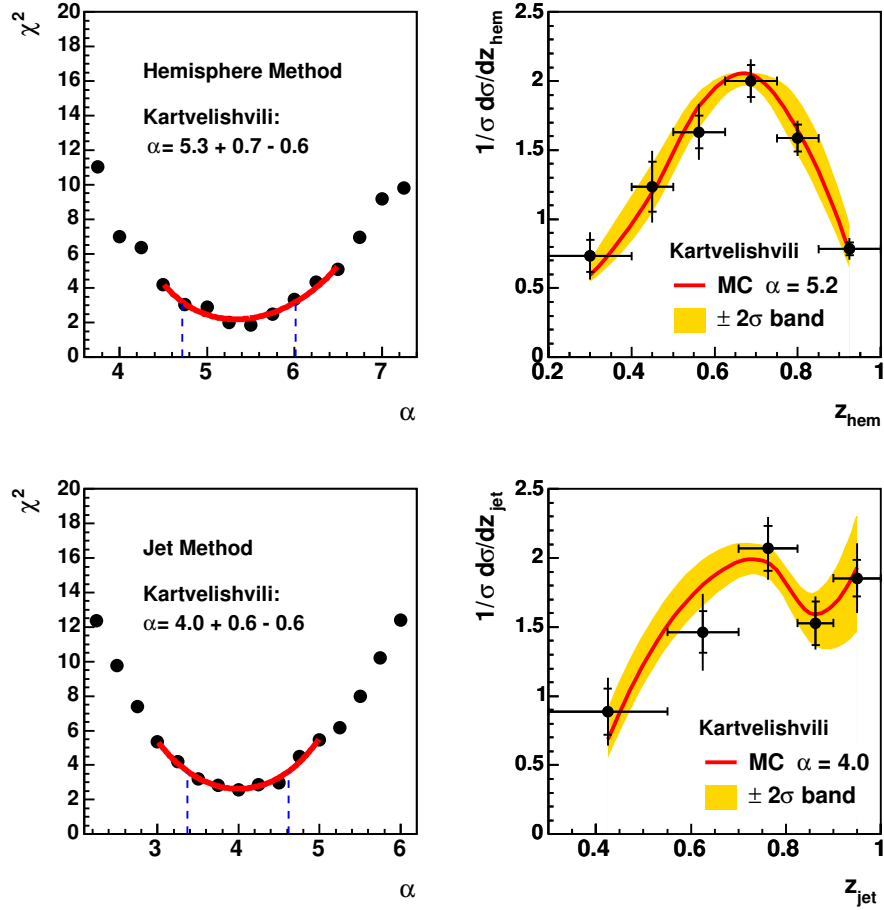 χ²
20
18
16
14
12
10
8
6
4
2
0
Hemisphere Method
Kartvelishvili:
α= 5.3 + 0.7 - 0.6
4 5 6 7
α
1/σ dσ/dz_hem
2.5
2
1.5
1
0.5
0
Kartvelishvili
MC α = 5.2
± 2σ band
0.2 0.4 0.6 0.8 1
z_hem
χ²
20
18
16
14
12
10
8
6
4
2
0
Jet Method
Kartvelishvili:
α= 4.0 + 0.6 - 0.6
3 4 5 6
α
1/σ dσ/dz_jet
2.5
2
1.5
1
0.5
0
Kartvelishvili
MC α = 4.0
± 2σ band
0.4 0.6 0.8 1
z_jet